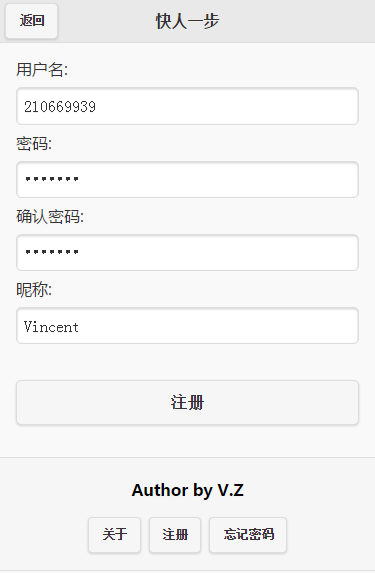 返回 快人一步
用户名:
210669939
密码:
•••••••
确认密码:
•••••••
昵称:
Vincent
注册
Author by V.Z
关于 注册 忘记密码